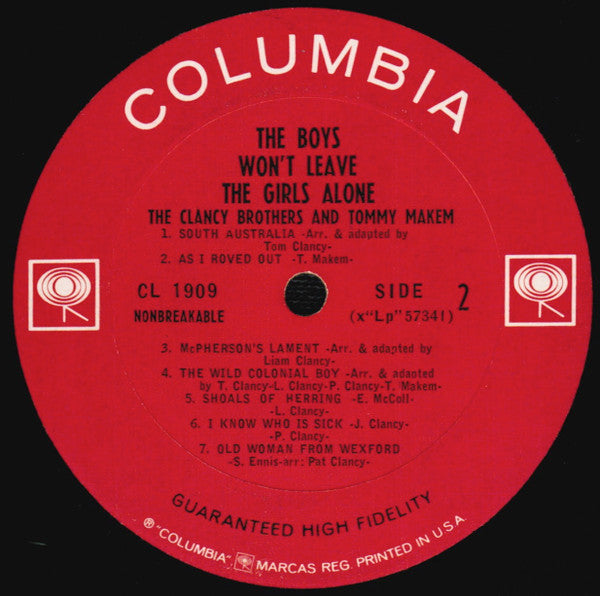 COLUMBIA
THE BOYS
WON'T LEAVE
THE GIRLS ALONE
THE CLANCY BROTHERS AND TOMMY MAKEM
1. SOUTH AUSTRALIA -Arr. & adapted by
Tom Clancy-
2. AS I ROVED OUT -T. Makem-
CL 1909
NONBREAKABLE
SIDE 2
(x"Lp"57341)
3. McPHERSON'S LAMENT -Arr. & adapted by
Liam Clancy-
4. THE WILD COLONIAL BOY -Arr. & adapted
by T. Clancy-L. Clancy-P. Clancy-T. Makem-
5. SHOALS OF HERRING -E. McColl-
-L. Clancy-
6. I KNOW WHO IS SICK -J. Clancy-
-P. Clancy-
7. OLD WOMAN FROM WEXFORD
-S. Ennis-arr: Pat Clancy-
GUARANTEED HIGH FIDELITY
® "COLUMBIA", MARCAS REG. PRINTED IN U.S.A.